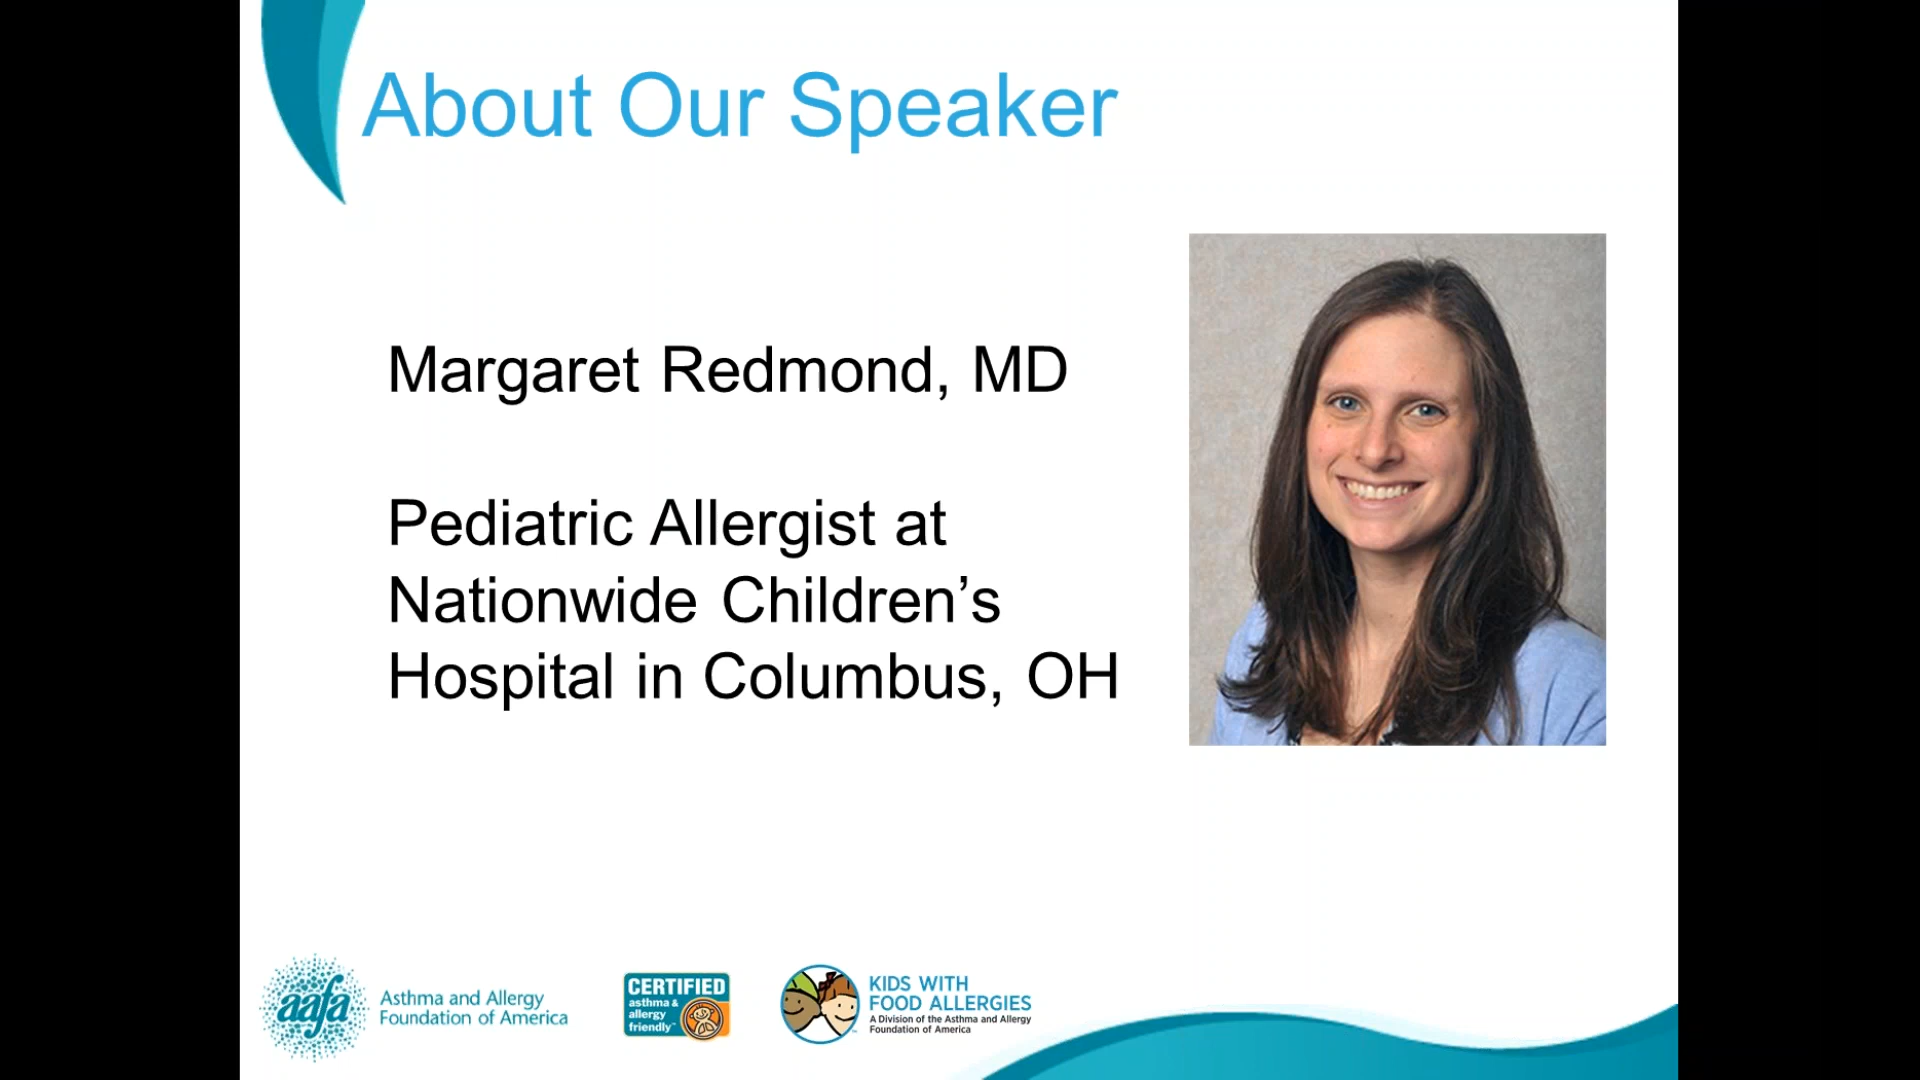 About Our Speaker
Margaret Redmond, MD
Pediatric Allergist at
Nationwide Children’s
Hospital in Columbus, OH
aafa
Asthma and Allergy
Foundation of America
CERTIFIED
asthma &
allergy
friendly™
KIDS WITH
FOOD ALLERGIES
A Division of the Asthma and Allergy
Foundation of America